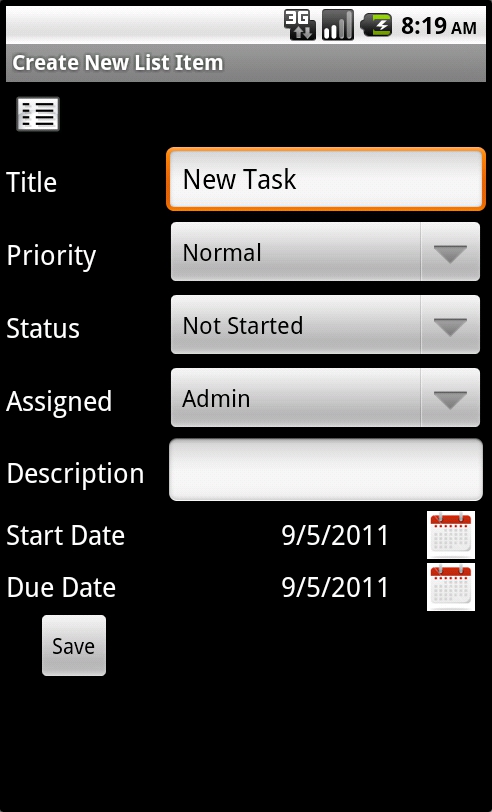 3G 8:19 AM
Create New List Item
Title New Task
Priority Normal
Status Not Started
Assigned Admin
Description
Start Date 9/5/2011
Due Date 9/5/2011
Save